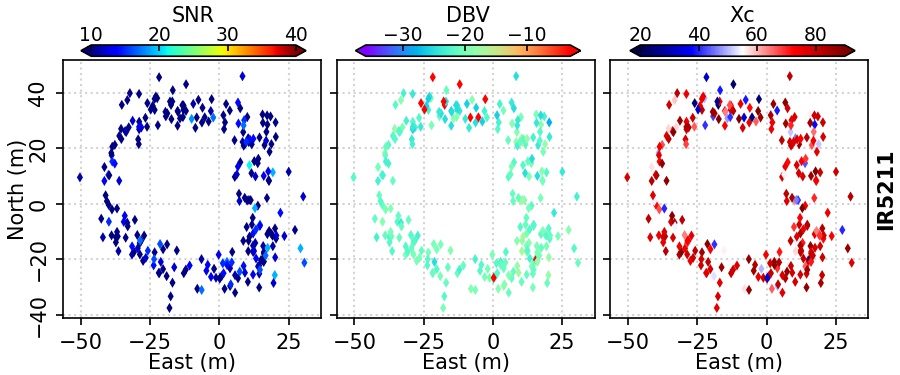 SNR DBV Xc
10 20 30 40 −30 −20 −10 20 40 60 80
North (m)
40
20
0
−20
−40
−50 −25 0 25 −50 −25 0 25 −50 −25 0 25
East (m) East (m) East (m)
IR5211